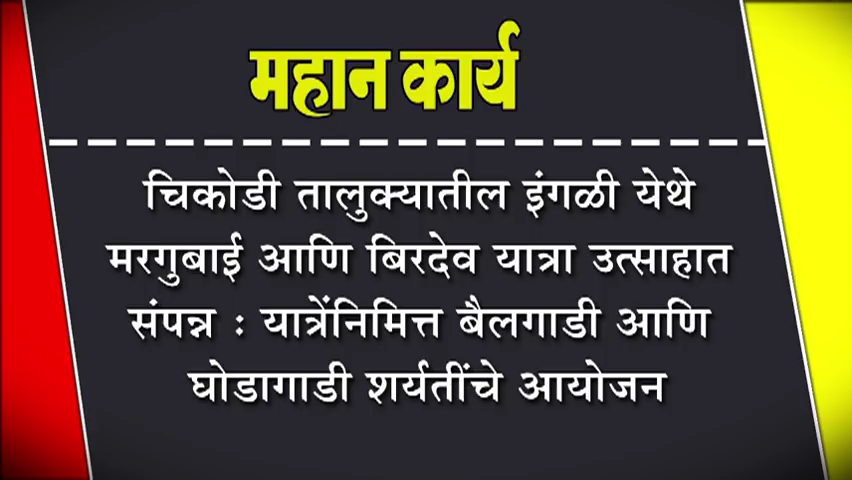 महान कार्य
चिकोडी तालुक्यातील इंगळी येथे
मरगुबाई आणि बिरदेव यात्रा उत्साहात
संपन्न : यात्रेंनिमित्त बैलगाडी आणि
घोडागाडी शर्यतींचे आयोजन